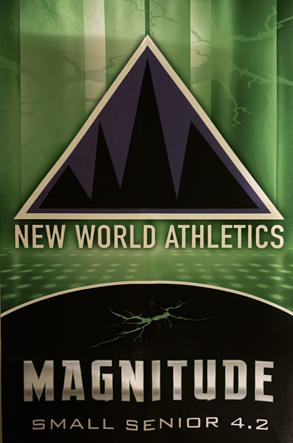 NEW WORLD ATHLETICS
MAGNITUDE
SMALL SENIOR 4.2